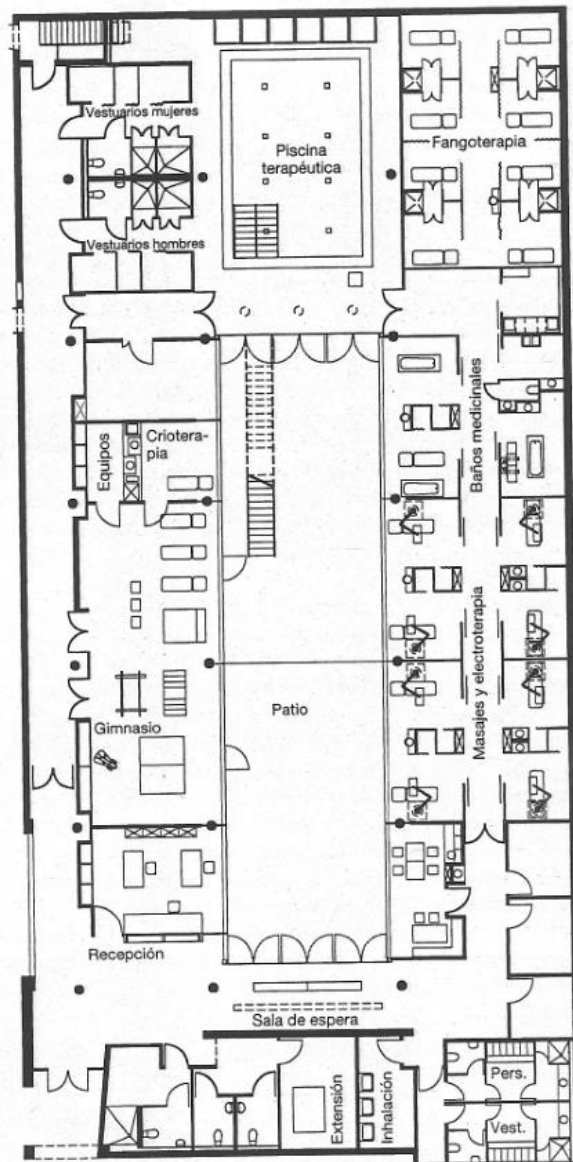 Vestuarios mujeres
Piscina
terapéutica
Fangoterapia
Vestuarios hombres
Equipos
Criotera-
pia
Baños medicinales
Masajes y electroterapia
Gimnasio
Patio
Recepción
Sala de espera
Extensión
Inhalación
Pers.
Vest.